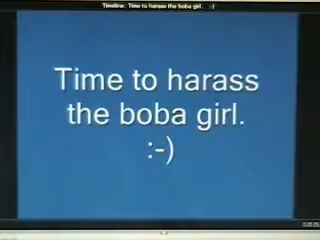 Timeline: Time to harass the boba girl. :-)
Time to harass
the boba girl.
:-)